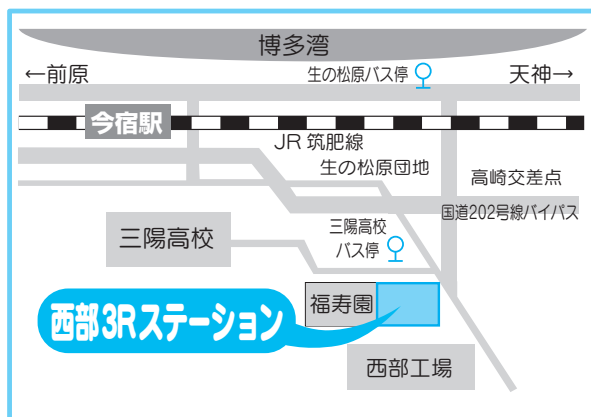 博多湾
←前原
生の松原バス停
天神→
今宿駅
JR 筑肥線
生の松原団地
高崎交差点
国道202号線バイパス
三陽高校
三陽高校
バス停
福寿園
西部3Rステーション
西部工場